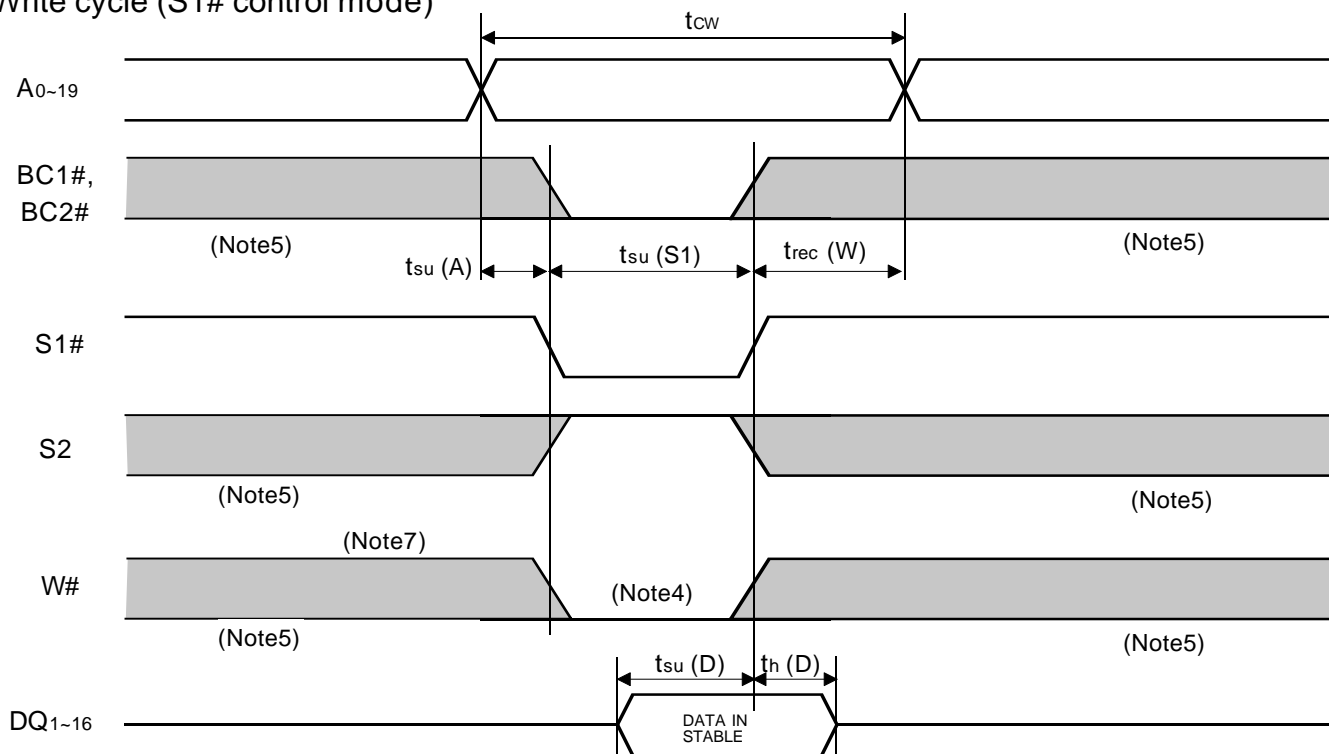 Write cycle (S1# control mode)
tCW
A0~19
BC1#,
BC2#
(Note5)
(Note5)
tsu (A)
tsu (S1)
trec (W)
S1#
S2
(Note5)
(Note5)
(Note7)
W#
(Note4)
(Note5)
(Note5)
tsu (D)
th (D)
DQ1~16
DATA IN
STABLE